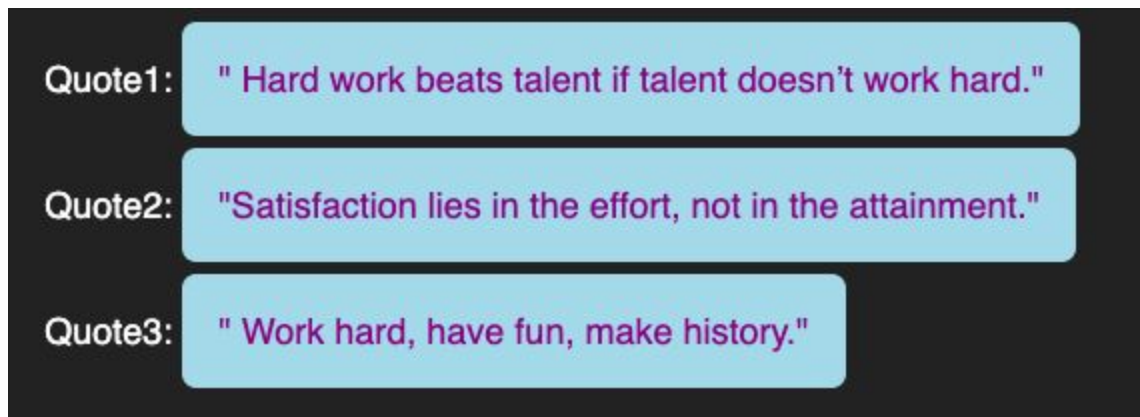 Quote1: " Hard work beats talent if talent doesn’t work hard."
Quote2: "Satisfaction lies in the effort, not in the attainment."
Quote3: " Work hard, have fun, make history."